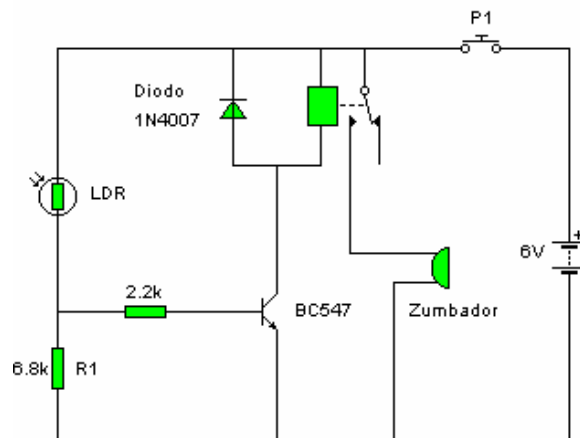 P1
Diodo
1N4007
LDR
2.2k
BC547
Zumbador
6V
+
6.8k R1